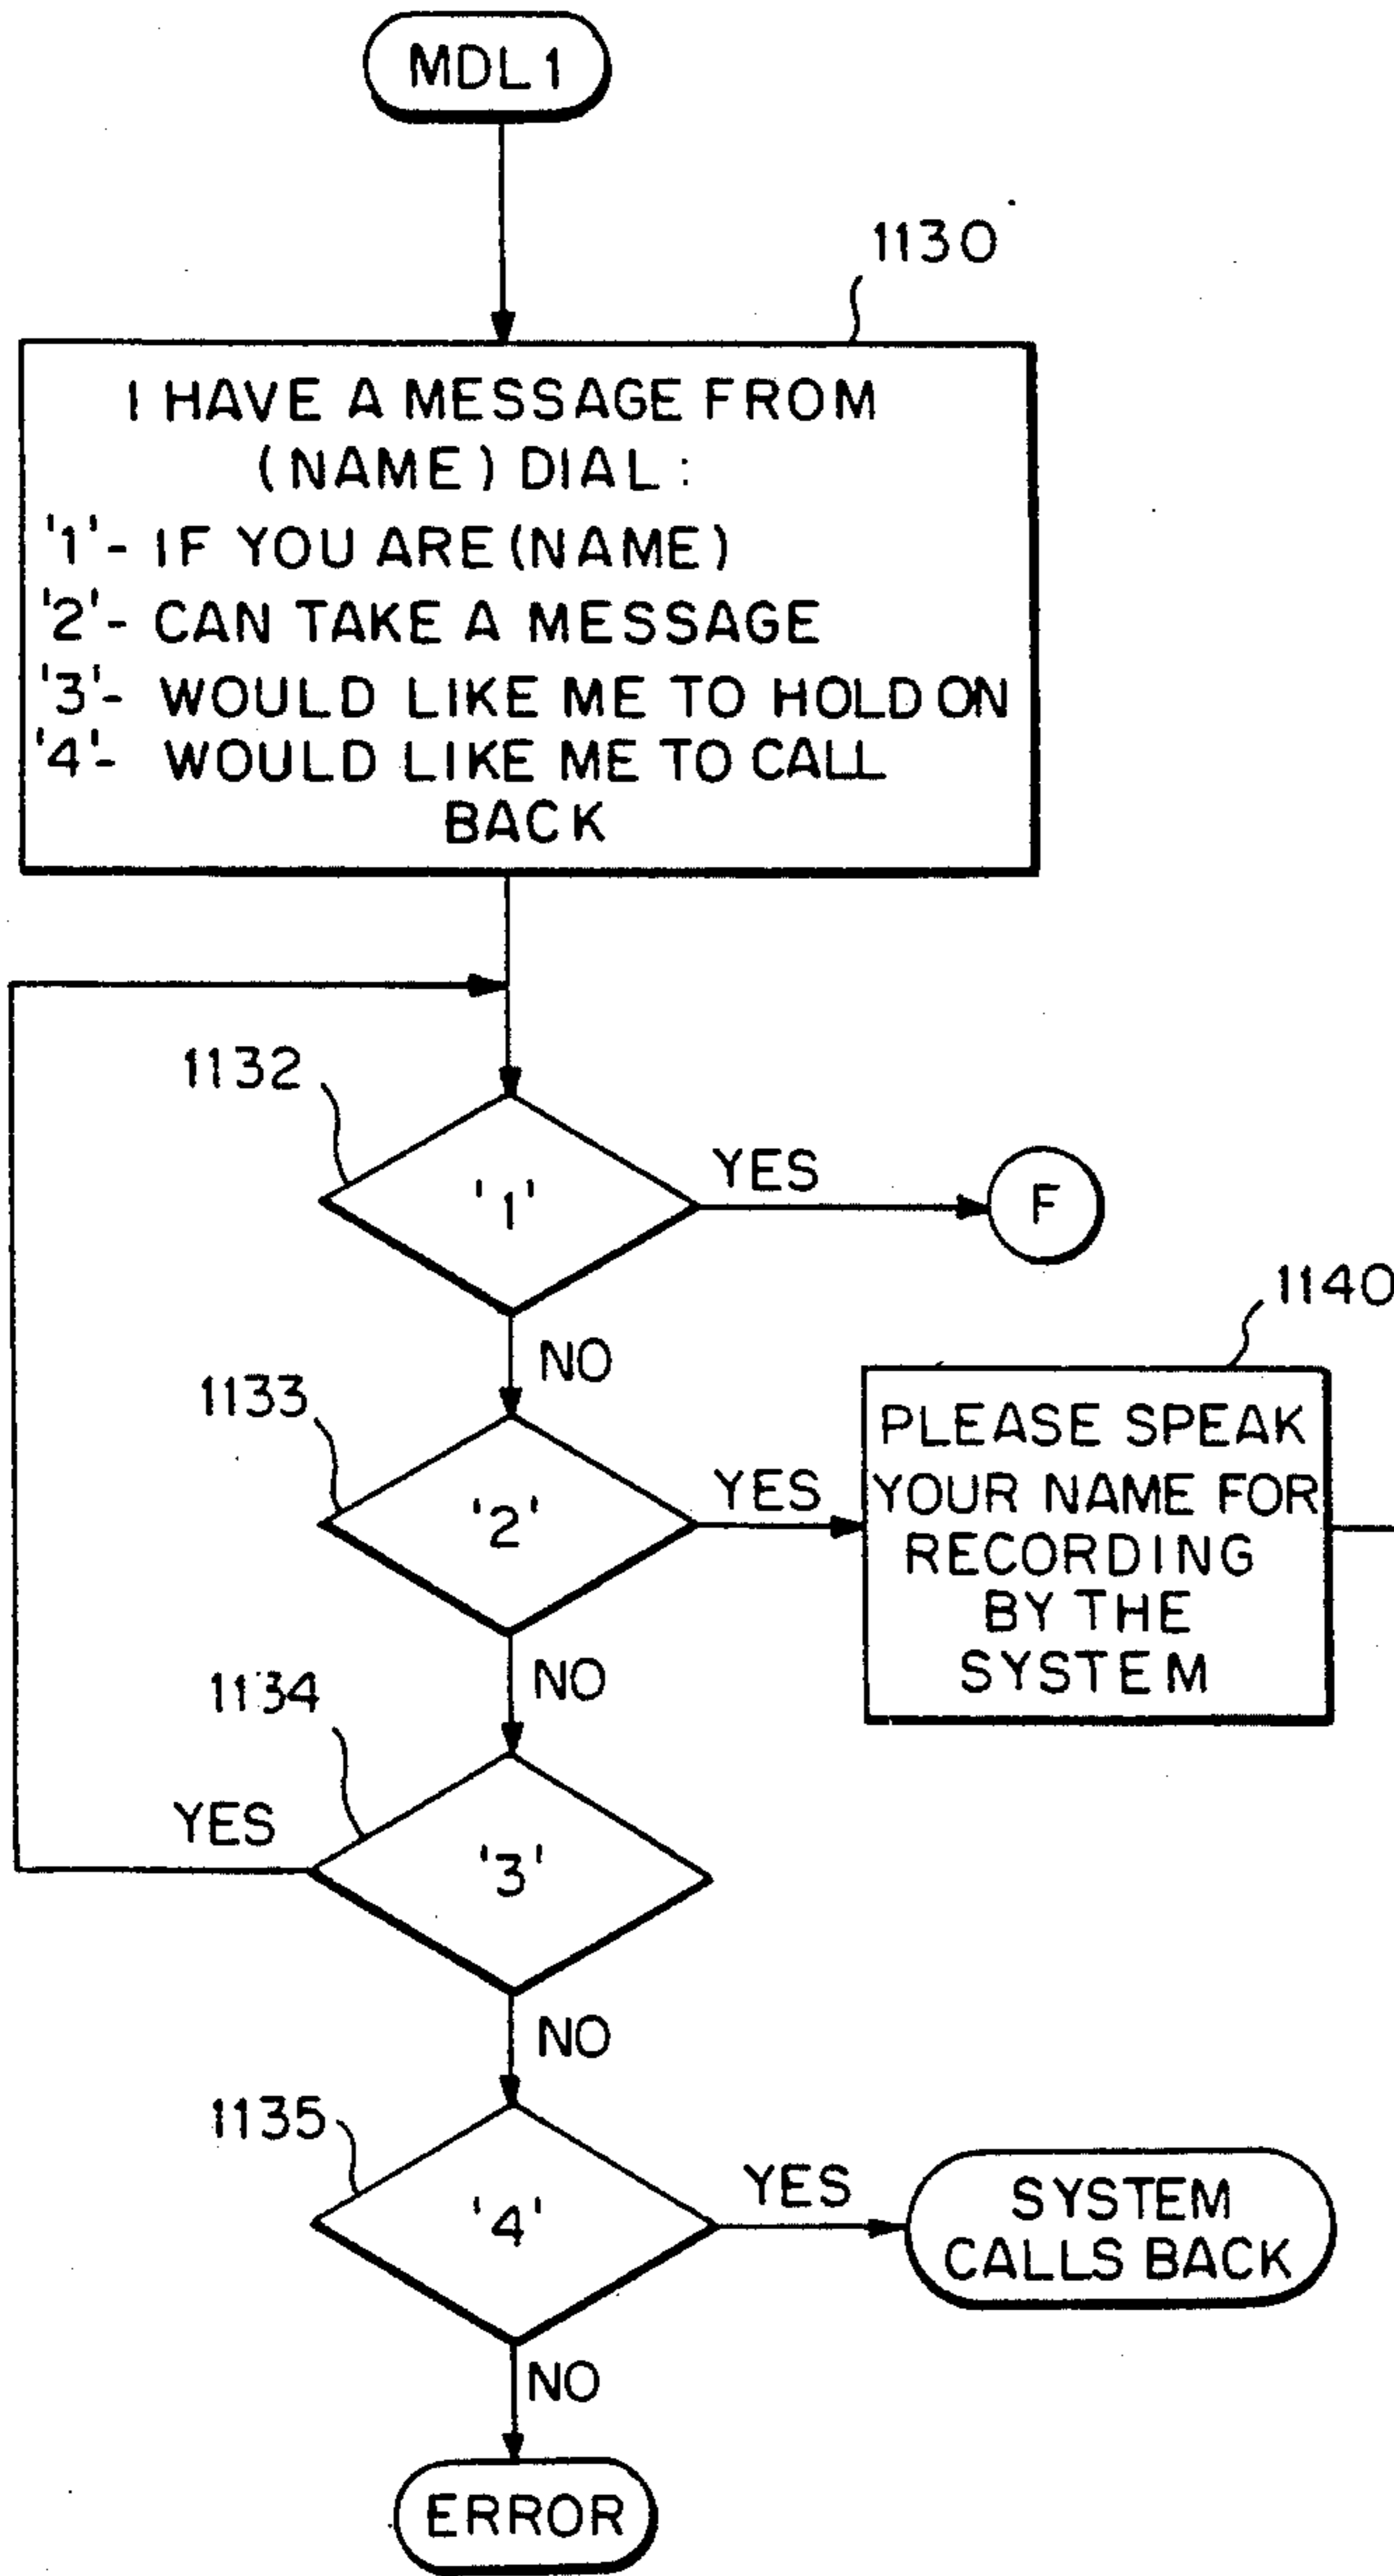 MDL1
1130
I HAVE A MESSAGE FROM
(NAME) DIAL:
'1'- IF YOU ARE (NAME)
'2'- CAN TAKE A MESSAGE
'3'- WOULD LIKE ME TO HOLD ON
'4'- WOULD LIKE ME TO CALL
BACK
1132
'1'
YES
F
NO
1140
1133
'2'
YES
PLEASE SPEAK
YOUR NAME FOR
RECORDING
BY THE
SYSTEM
NO
1134
YES
'3'
NO
1135
'4'
YES
SYSTEM
CALLS BACK
NO
ERROR